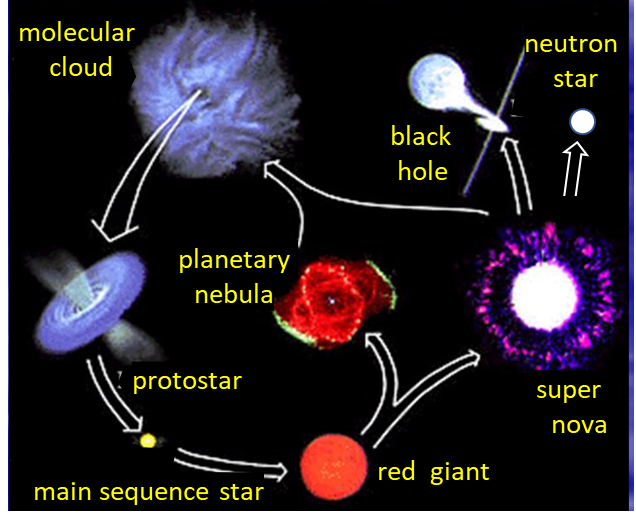 molecular
cloud
neutron
star
black
hole
planetary
nebula
protostar
super
nova
red giant
main sequence star